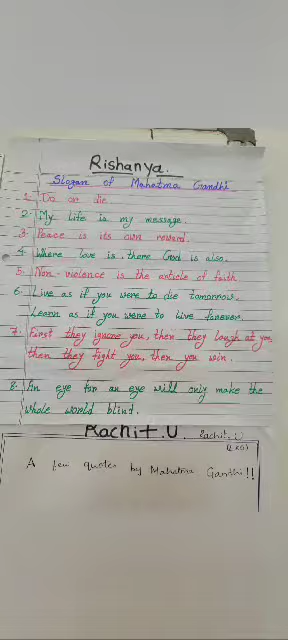 Rishanya.
Slogan of Mahatma Gandhi
1. Do or die
2. My life is my message.
3. Peace is its own reward.
4. Where love is, there God is also.
5. Non-violence is the article of faith
6. Live as if you were to die tomorrow.
Learn as if you were to live forever.
7. First they ignore you, then they laugh at you,
then they fight you, then you win.
8. An eye for an eye will only make the
whole world blind.
Rachit.U
Rachit.U
A few quotes by Mahatma Gandhi!!